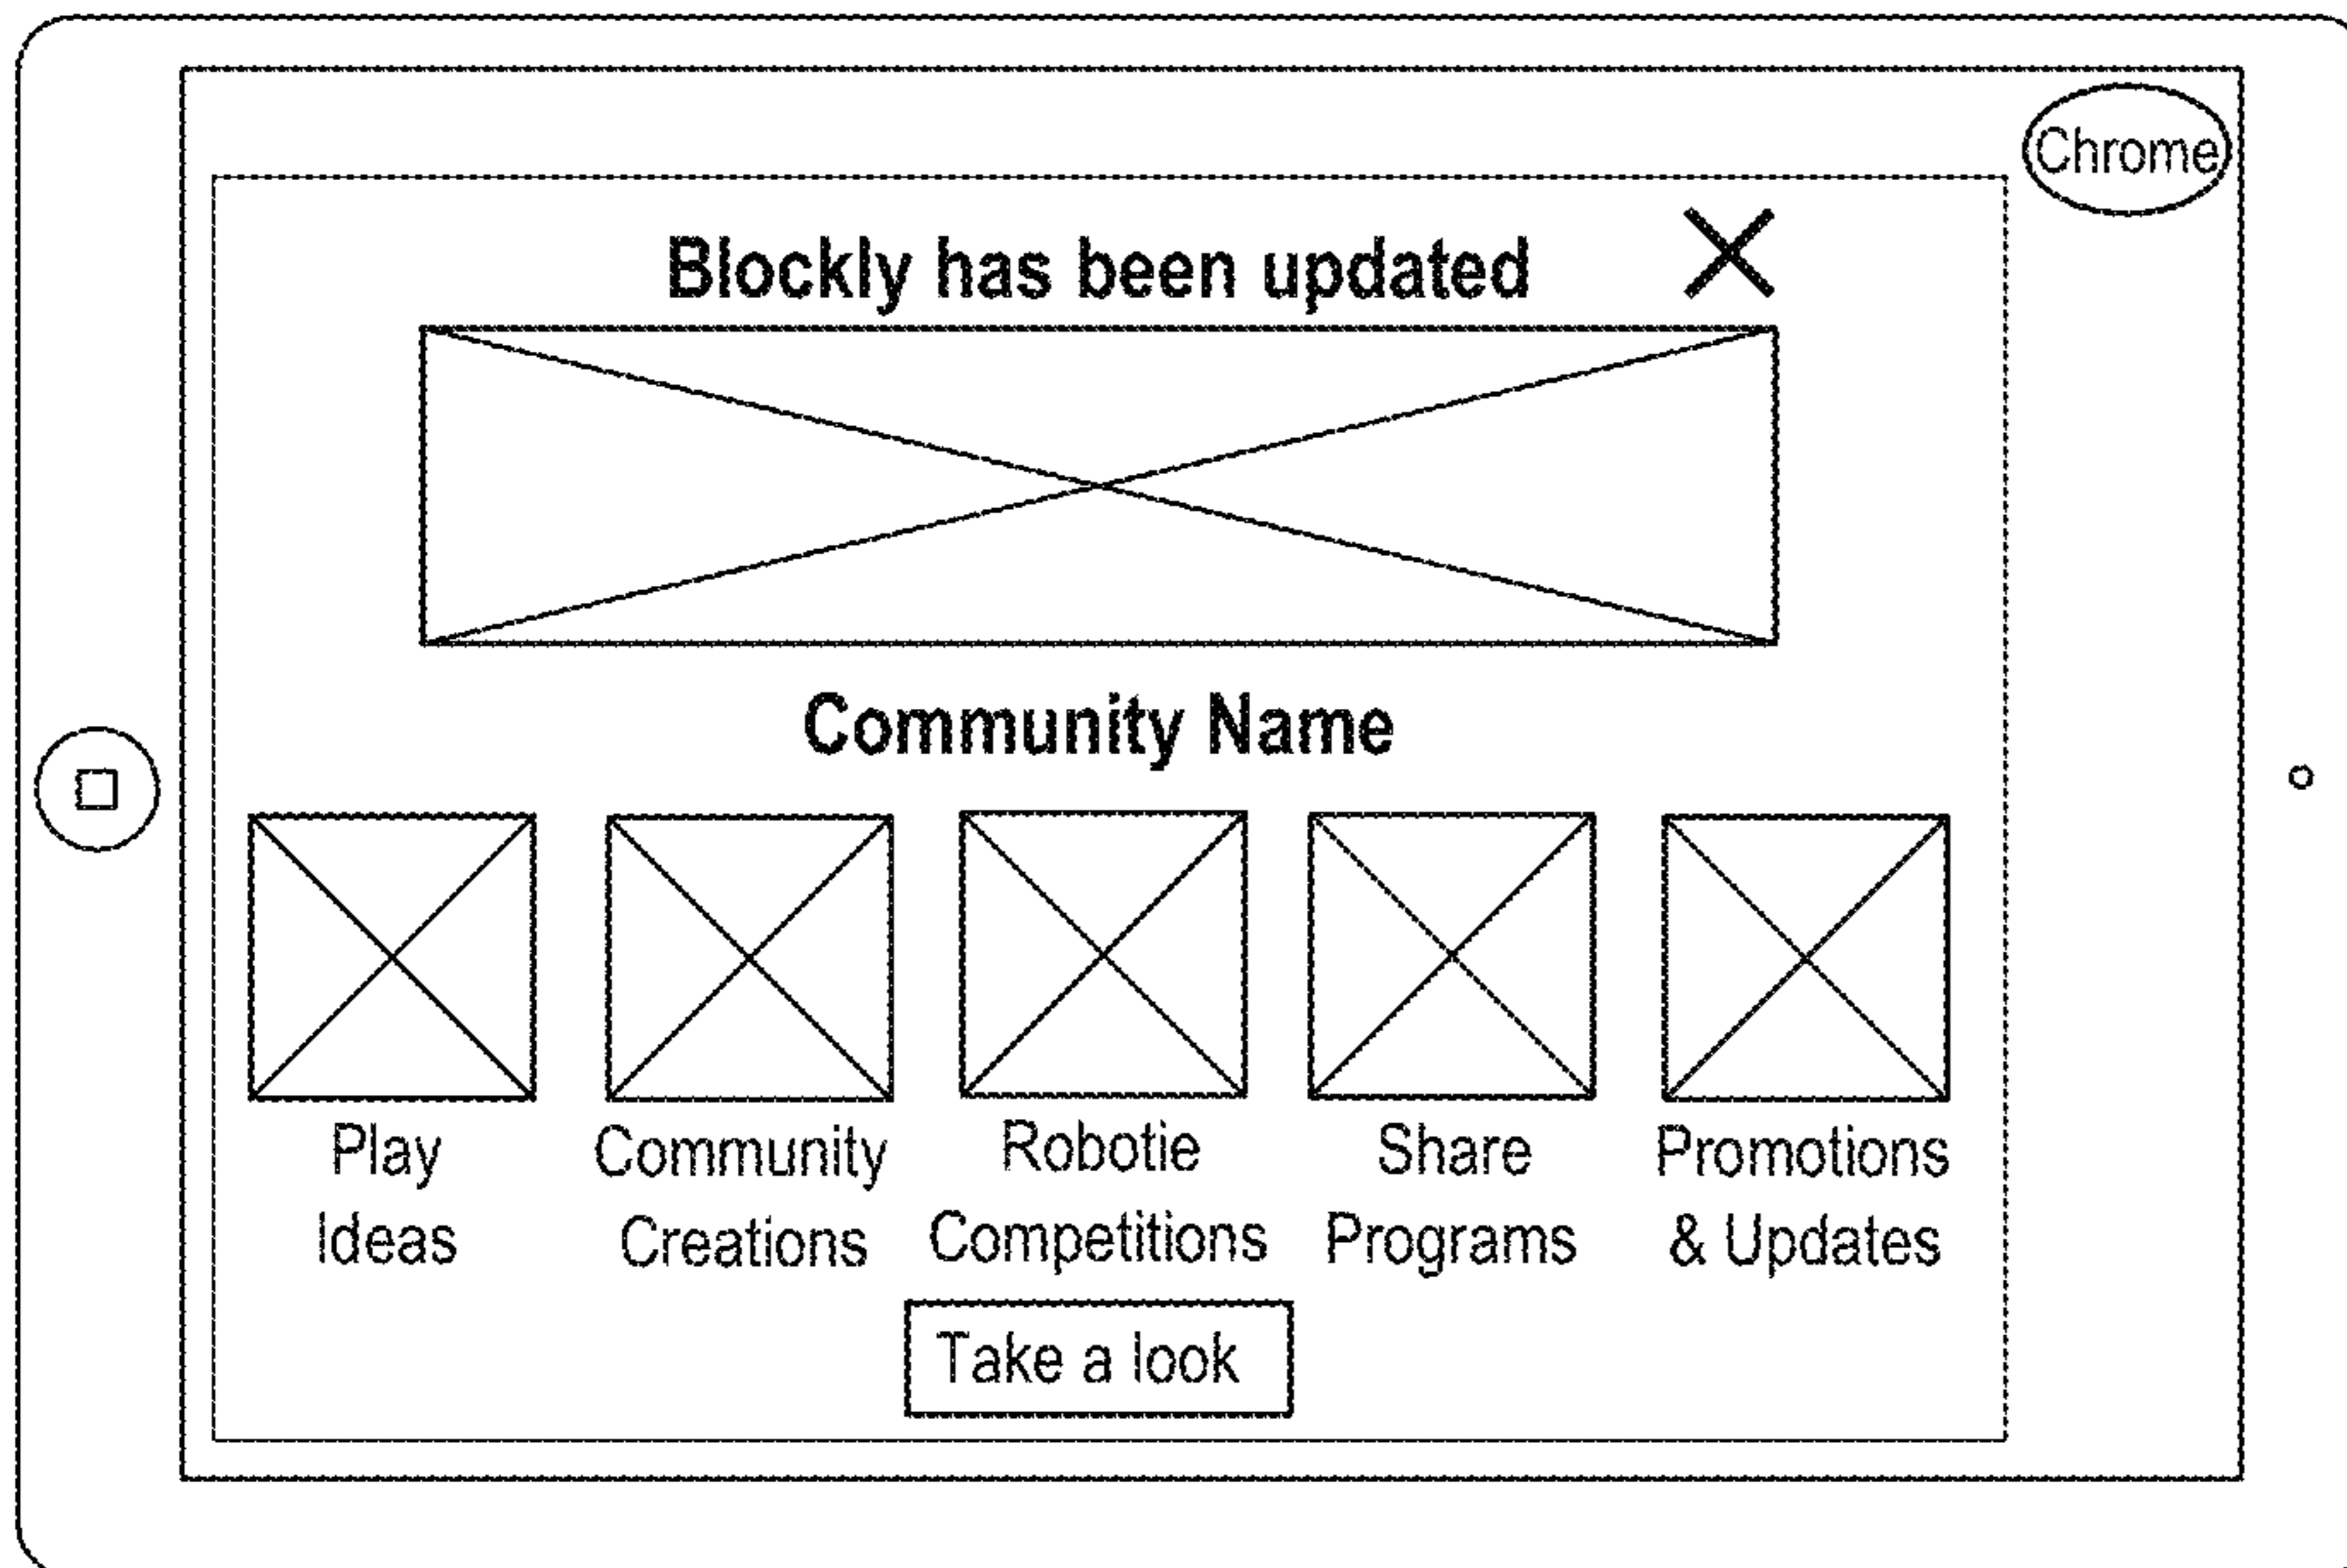 Chrome
Blockly has been updated
Community Name
Play
Ideas
Community
Creations
Robotie
Competitions
Share
Programs
Promotions
& Updates
Take a look